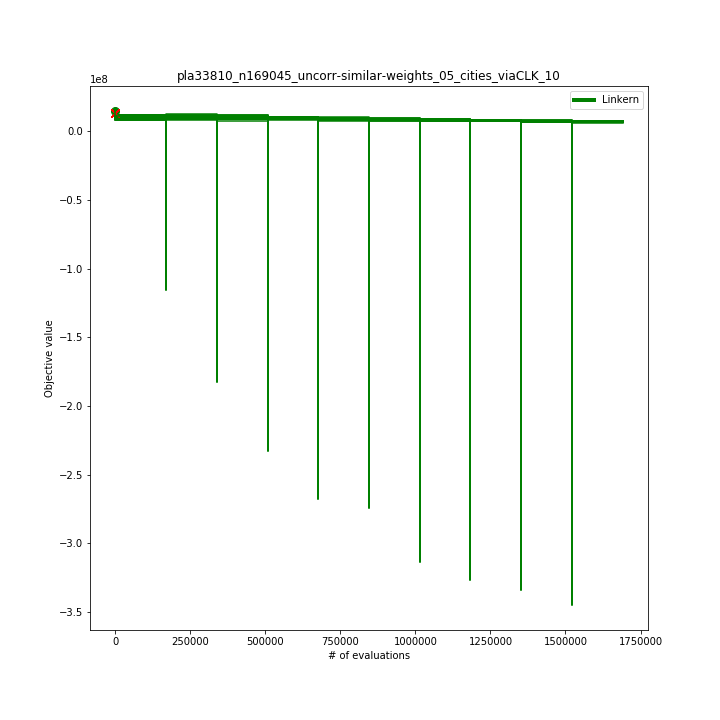 pla33810_n169045_uncorr-similar-weights_05_cities_viaCLK_10
1e8
Linkern
0.0
−0.5
−1.0
−1.5
−2.0
−2.5
−3.0
−3.5
Objective value
0 250000 500000 750000 1000000 1250000 1500000 1750000
# of evaluations